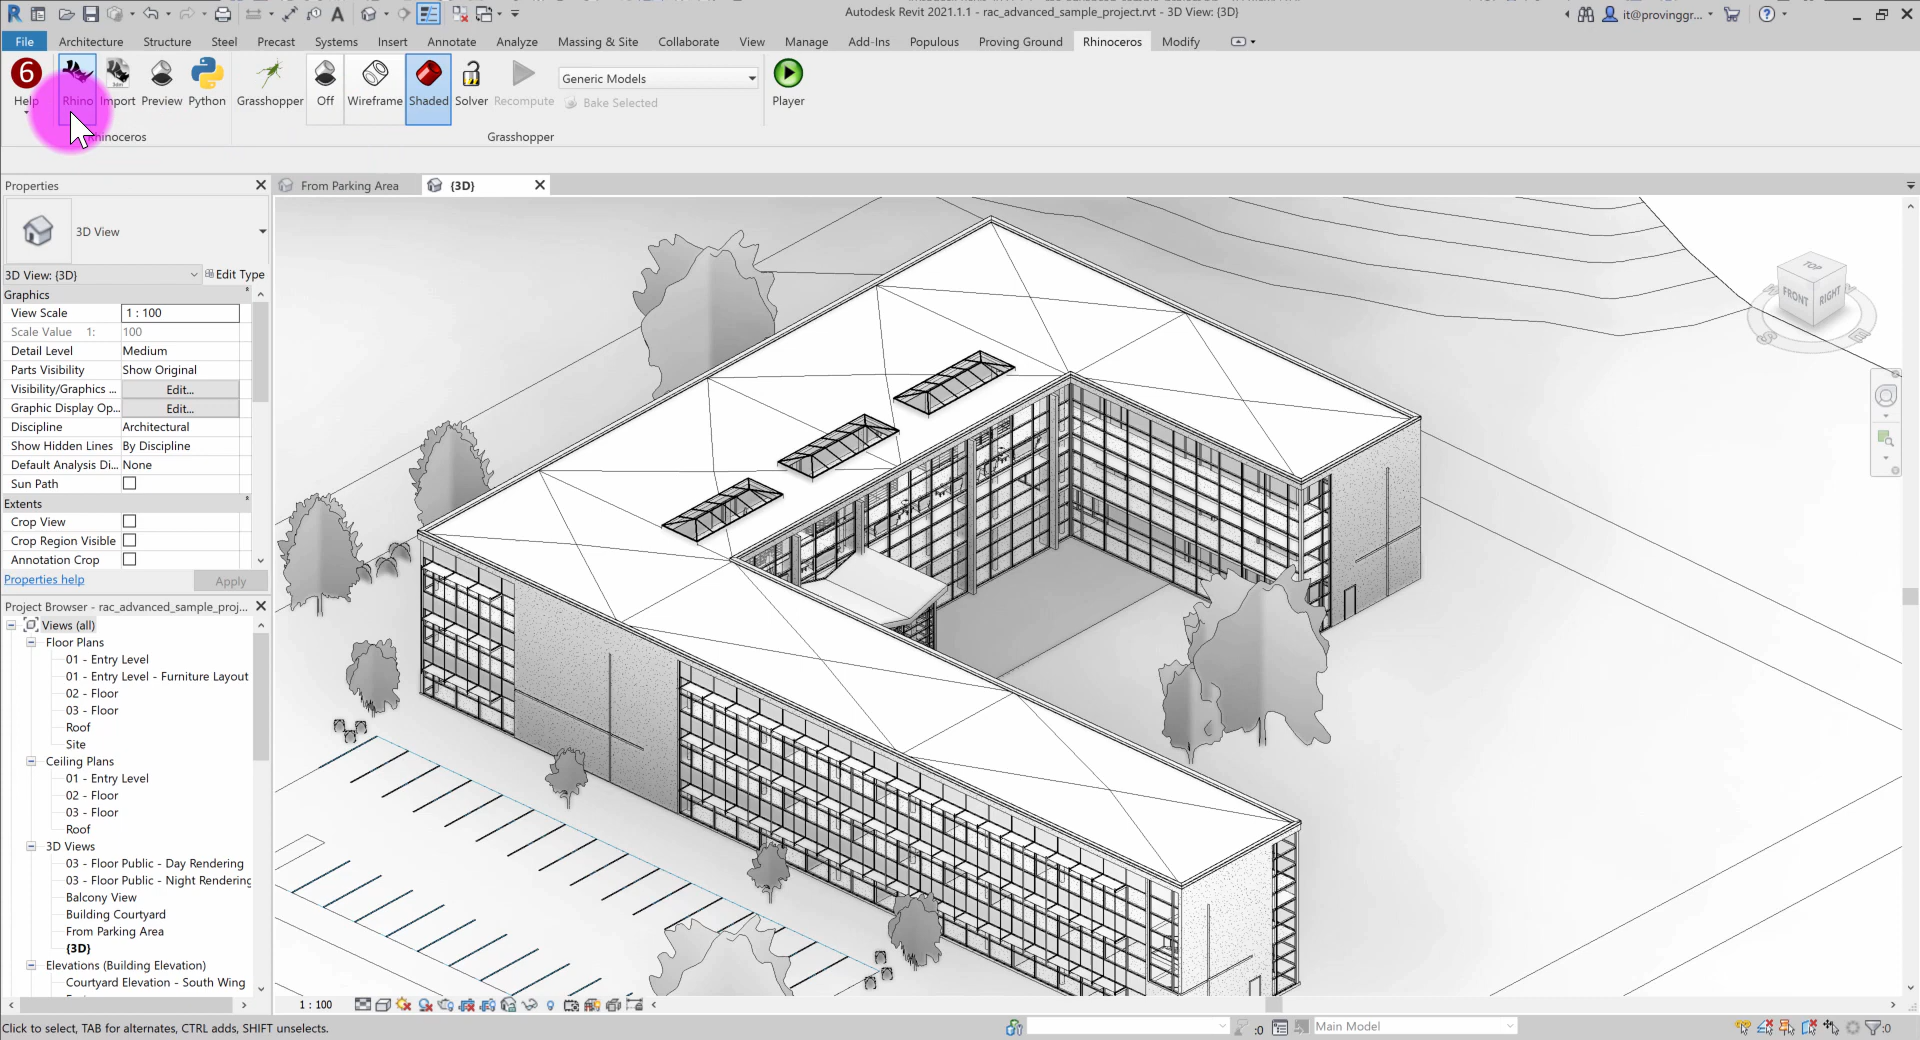 Autodesk Revit 2021.1.1 - rac_advanced_sample_project.rvt - 3D View: {3D}
it@provinggr...
File Architecture Structure Steel Precast Systems Insert Annotate Analyze Massing & Site Collaborate View Manage Add-Ins Populous Proving Ground Rhinoceros Modify
6
Help Rhino Import Preview Python Grasshopper Off Wireframe Shaded Solver Recompute
Generic Models
Bake Selected
Player
Rhinoceros
Grasshopper
Properties
From Parking Area
{3D}
3D View
3D View: {3D}
Edit Type
Graphics
View Scale 1 : 100
Scale Value 1: 100
Detail Level Medium
Parts Visibility Show Original
Visibility/Graphics ... Edit...
Graphic Display Op... Edit...
Discipline Architectural
Show Hidden Lines By Discipline
Default Analysis Di... None
Sun Path
Extents
Crop View
Crop Region Visible
Annotation Crop
Properties help
Apply
Project Browser - rac_advanced_sample_proj...
Views (all)
Floor Plans
01 - Entry Level
01 - Entry Level - Furniture Layout
02 - Floor
03 - Floor
Roof
Site
Ceiling Plans
01 - Entry Level
02 - Floor
03 - Floor
Roof
3D Views
03 - Floor Public - Day Rendering
03 - Floor Public - Night Rendering
Balcony View
Building Courtyard
From Parking Area
{3D}
Elevations (Building Elevation)
Courtyard Elevation - South Wing
TOP
FRONT
RIGHT
1 : 100
Click to select, TAB for alternates, CTRL adds, SHIFT unselects.
:0
Main Model
:0